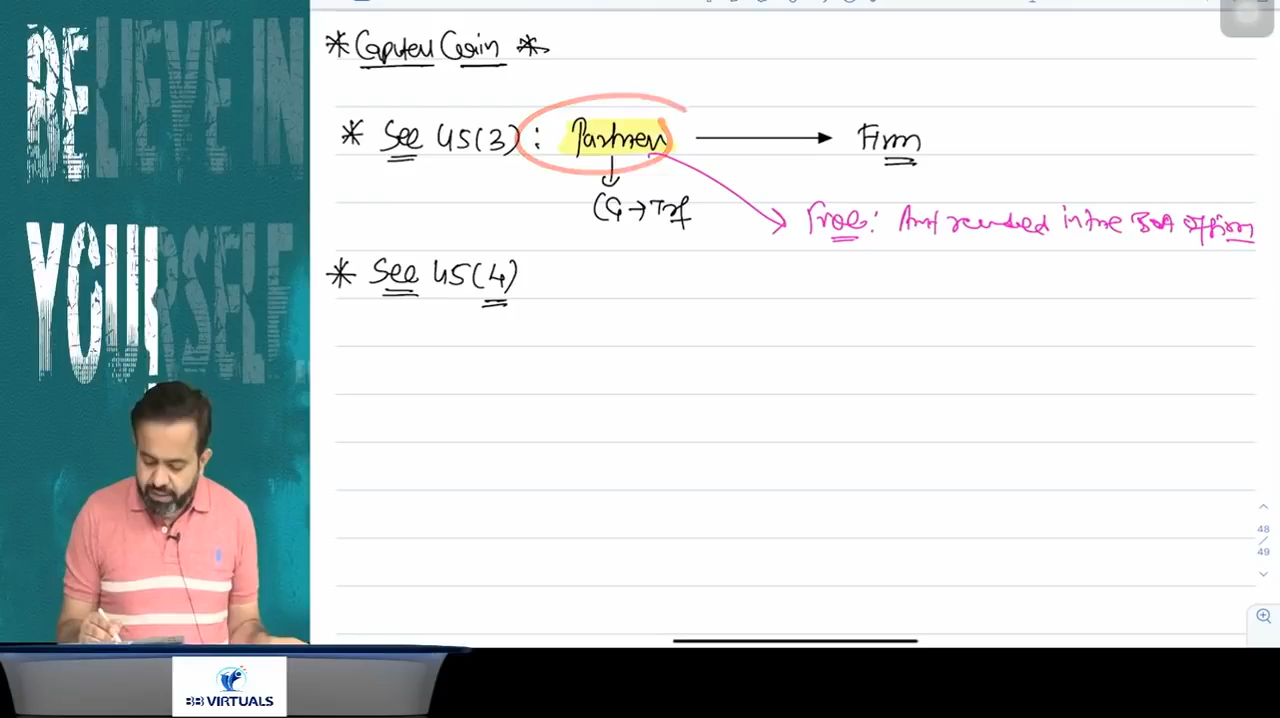 BELIEVE IN
YOURSELF
* Capital Gain *
* Sec 45(3) : Partner → Firm
CG → Trf
FVOC: Amt recorded in the BOA of firm
* Sec 45(4)
48
/
49
BB VIRTUALS